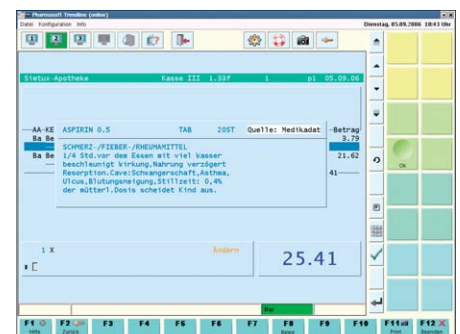 Pharmasoft Trendline (online)
Datei Konfiguration Info Dienstag, 05.09.2006 10:43 Uhr
Sietux-Apotheke Kasse III 1.33f 1 p1 05.09.06
AA-KE ASPIRIN 0.5 TAB 20ST Quelle: Medikadat -Betrag
Ba Be 3.79
SCHMERZ-/FIEBER-/RHEUMAMITTEL
Ba Be 1/4 Std.vor dem Essen mit viel Wasser 21.62
beschleunigt Wirkung,Nahrung verzögert
Resorption.Cave:Schwangerschaft,Asthma, 41
Ulcus,Blutungsneigung,Stillzeit: 0,4%
der mütterl.Dosis scheidet Kind aus.
Ok
1 X Ändern
25.41
Bar
F1 F2 F3 F4 F5 F6 F7 F8 F9 F10 F11 F12
Hilfe Zurück Print Beenden